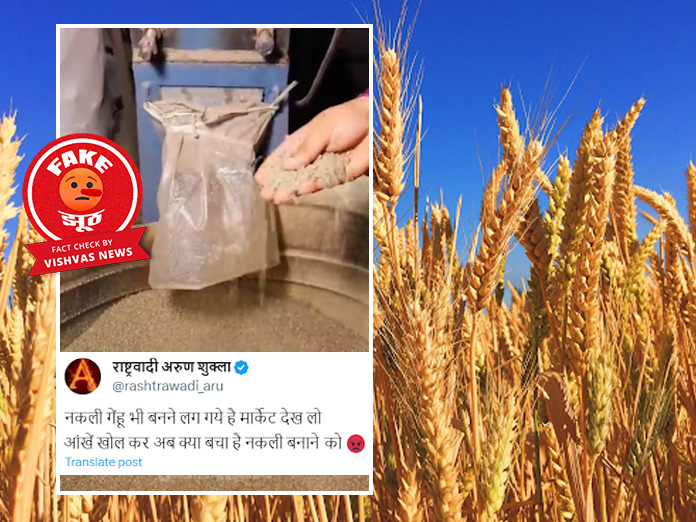 FAKE
झूठ
FACT CHECK BY
VISHVAS NEWS
A
राष्ट्रवादी अरुण शुक्ला
@rashtrawadi_aru
नकली गेंहू भी बनने लग गये है मार्केट देख लो
आंखें खोल कर अब क्या बचा है नकली बनाने को 😡
Translate post